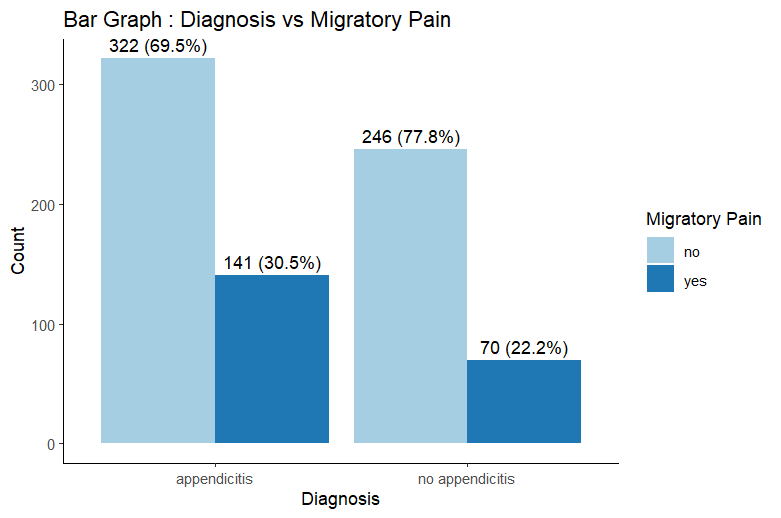 Bar Graph : Diagnosis vs Migratory Pain
322 (69.5%)
300
246 (77.8%)
200
Migratory Pain
no
yes
Count
141 (30.5%)
100
70 (22.2%)
0
appendicitis
no appendicitis
Diagnosis